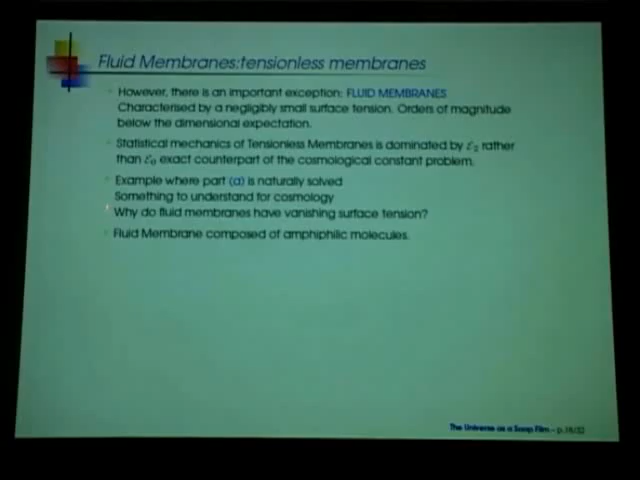 Fluid Membranes:tensionless membranes
However, there is an important exception: FLUID MEMBRANES
Characterised by a negligibly small surface tension. Orders of magnitude
below the dimensional expectation.
Statistical mechanics of Tensionless Membranes is dominated by ℰ₂ rather
than ℰ₀ exact counterpart of the cosmological constant problem.
Example where part (a) is naturally solved
Something to understand for cosmology
Why do fluid membranes have vanishing surface tension?
Fluid Membrane composed of amphiphilic molecules.
The Universe as a Soap Film – p.18/32